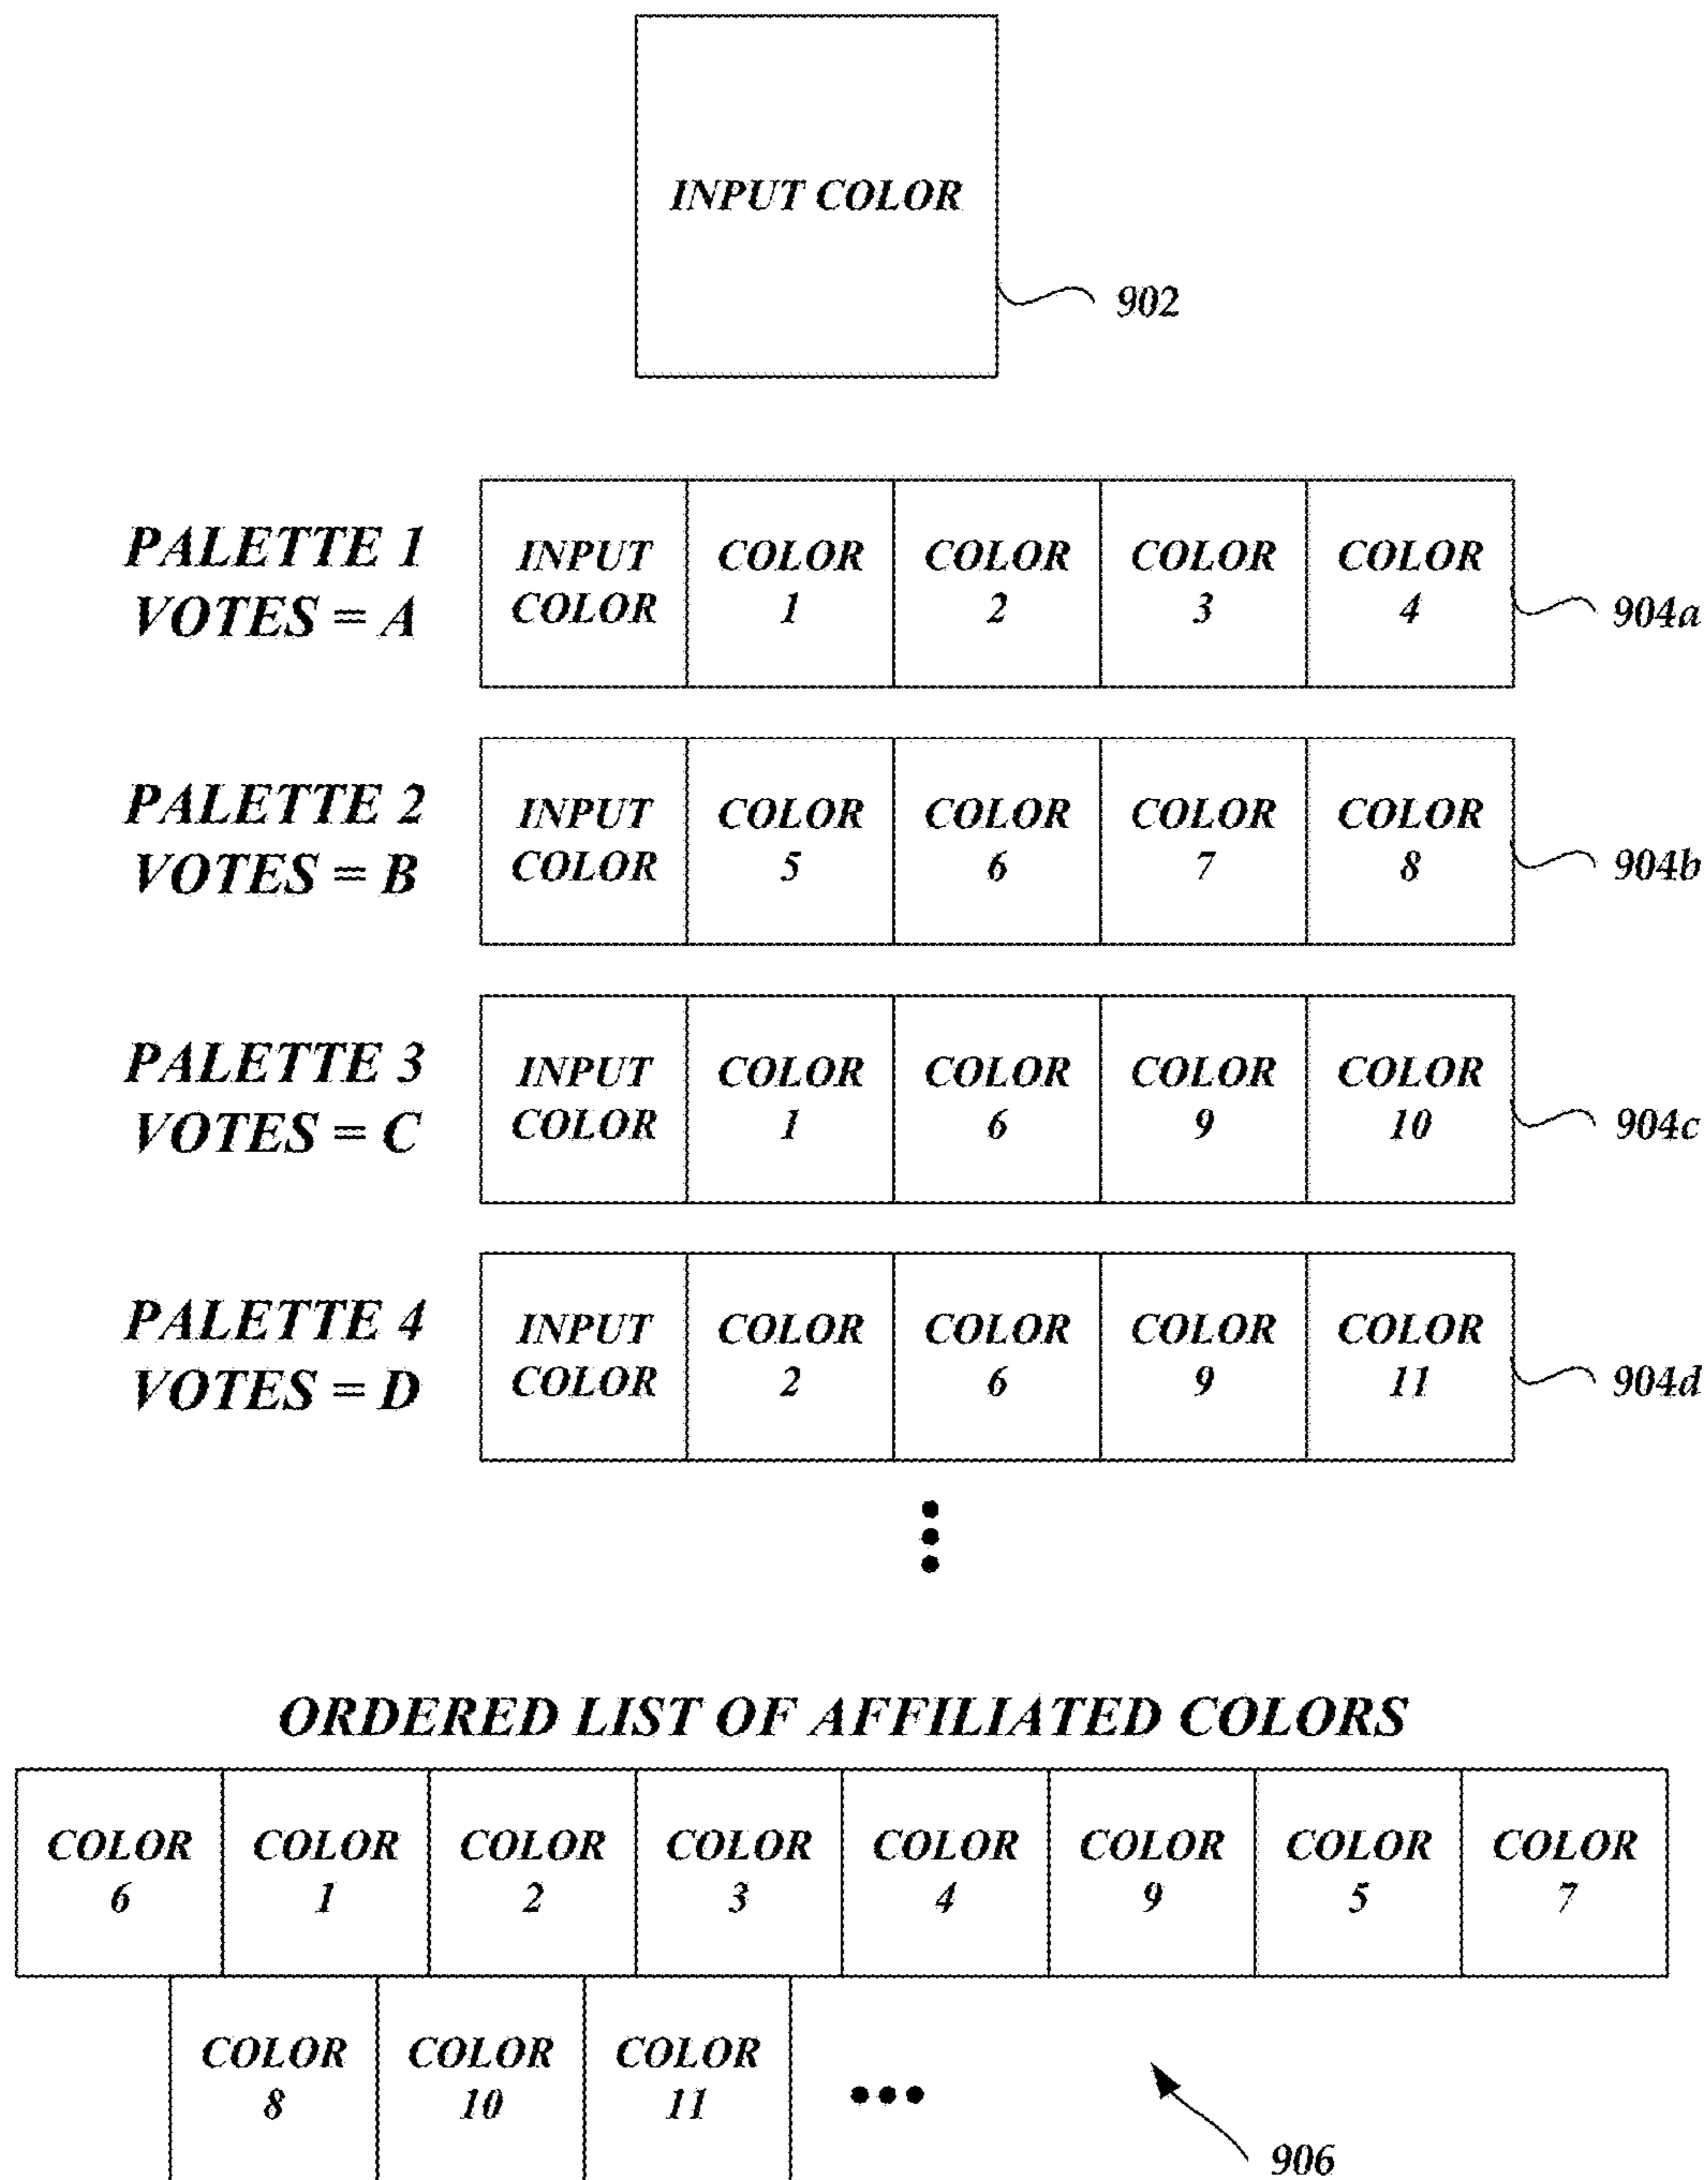 INPUT COLOR
902
PALETTE 1
VOTES = A
INPUT COLOR
COLOR 1
COLOR 2
COLOR 3
COLOR 4
904a
PALETTE 2
VOTES = B
INPUT COLOR
COLOR 5
COLOR 6
COLOR 7
COLOR 8
904b
PALETTE 3
VOTES = C
INPUT COLOR
COLOR 1
COLOR 6
COLOR 9
COLOR 10
904c
PALETTE 4
VOTES = D
INPUT COLOR
COLOR 2
COLOR 6
COLOR 9
COLOR 11
904d
ORDERED LIST OF AFFILIATED COLORS
COLOR 6
COLOR 1
COLOR 2
COLOR 3
COLOR 4
COLOR 9
COLOR 5
COLOR 7
COLOR 8
COLOR 10
COLOR 11
906